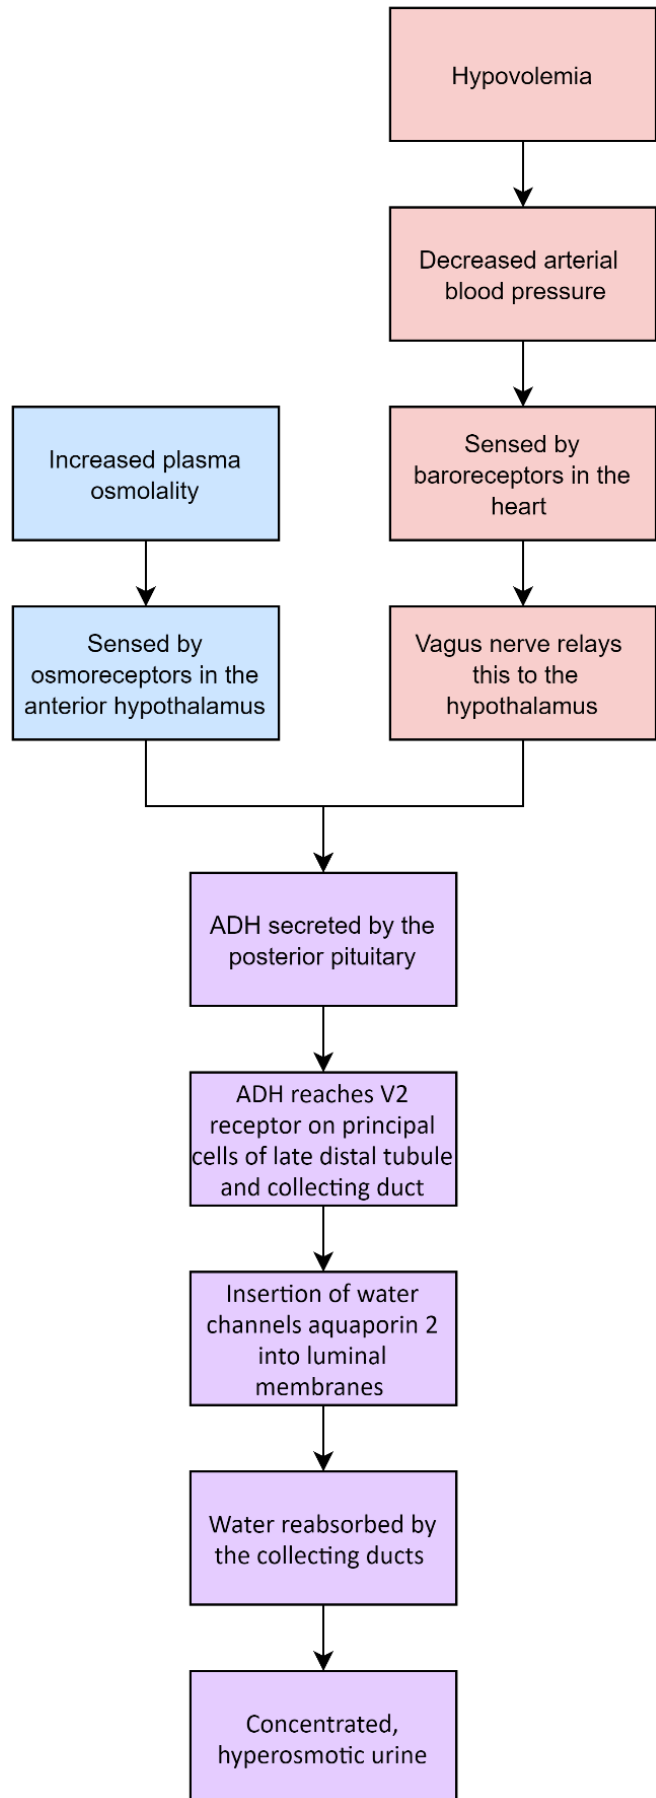 Hypovolemia
Decreased arterial
blood pressure
Sensed by
baroreceptors in the
heart
Vagus nerve relays
this to the
hypothalamus
Increased plasma
osmolality
Sensed by
osmoreceptors in the
anterior hypothalamus
ADH secreted by the
posterior pituitary
ADH reaches V2
receptor on principal
cells of late distal tubule
and collecting duct
Insertion of water
channels aquaporin 2
into luminal
membranes
Water reabsorbed by
the collecting ducts
Concentrated,
hyperosmotic urine